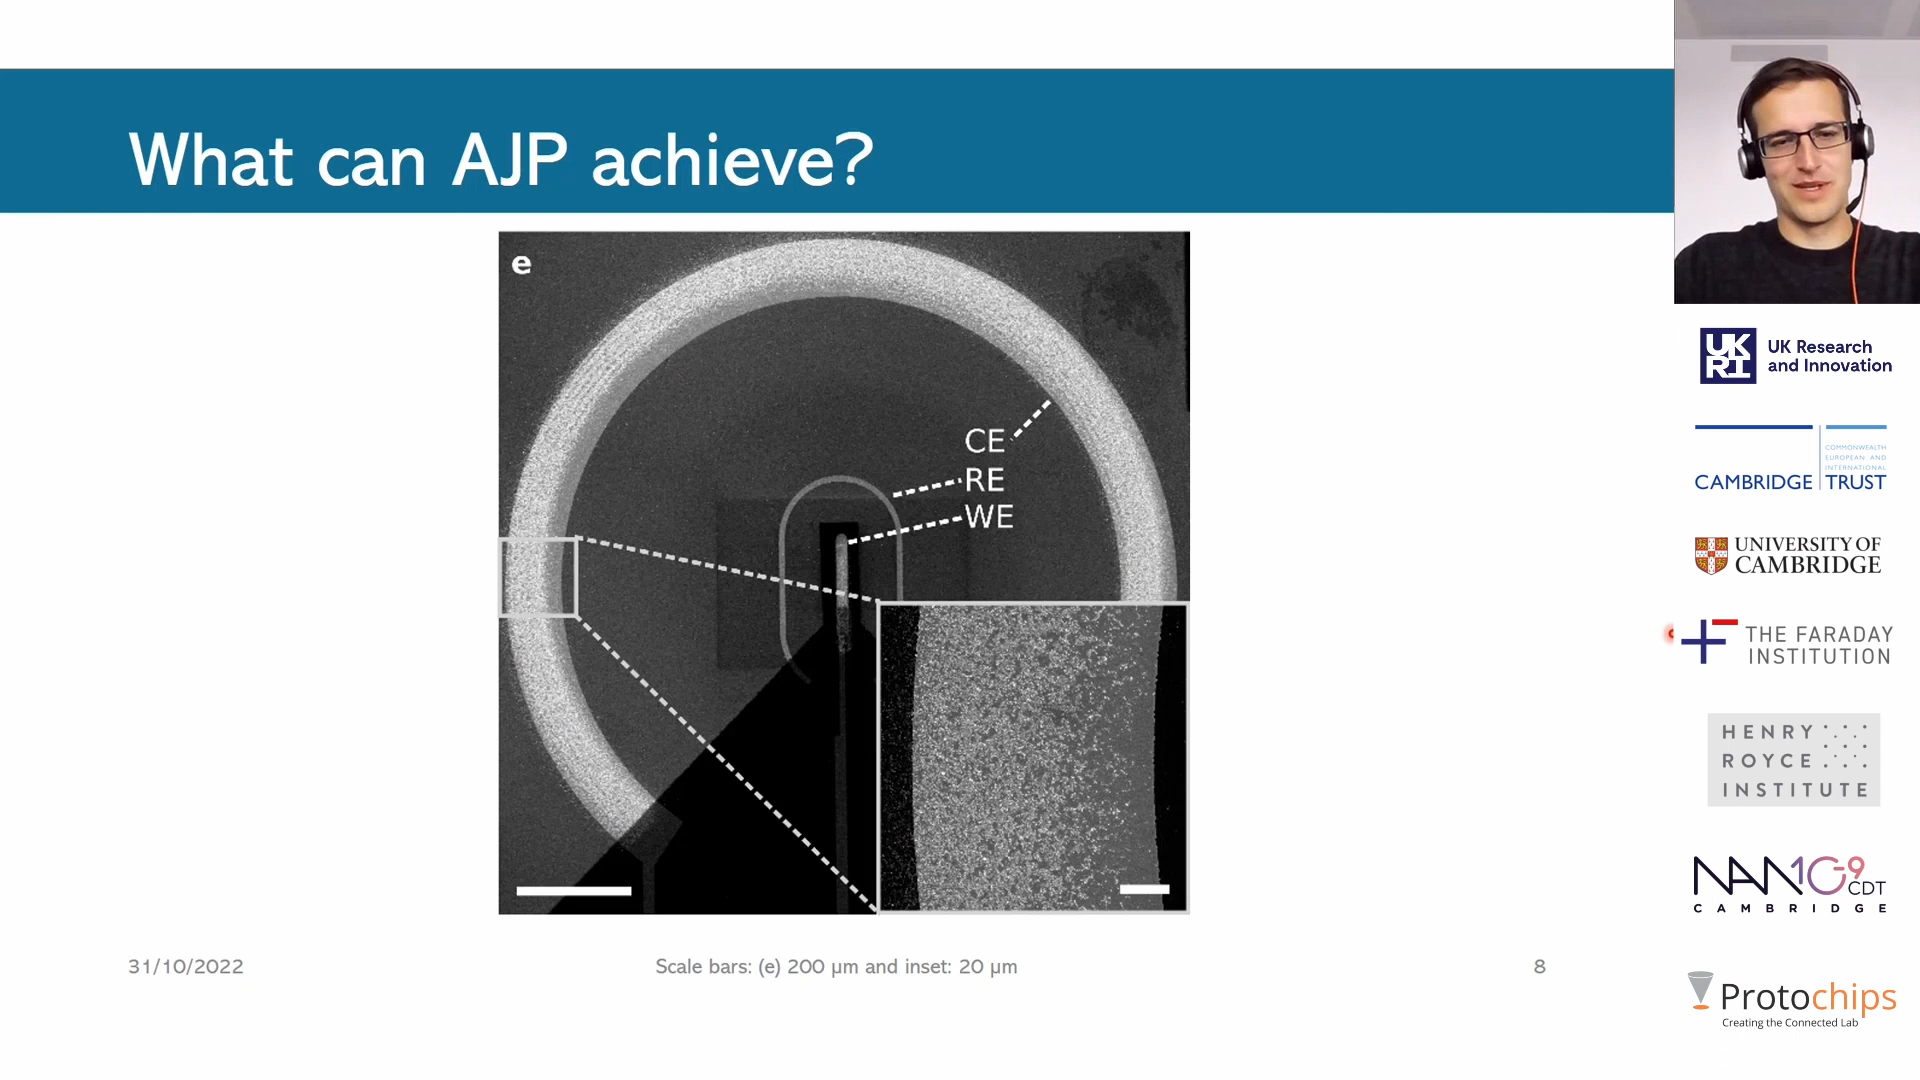 What can AJP achieve?
e
CE
RE
WE
31/10/2022
Scale bars: (e) 200 µm and inset: 20 µm
8
UK
RI
UK Research
and Innovation
COMMONWEALTH
EUROPEAN AND
INTERNATIONAL
CAMBRIDGE TRUST
UNIVERSITY OF
CAMBRIDGE
THE FARADAY
INSTITUTION
HENRY
ROYCE
INSTITUTE
NAN10-9
CDT
CAMBRIDGE
Protochips
Creating the Connected Lab